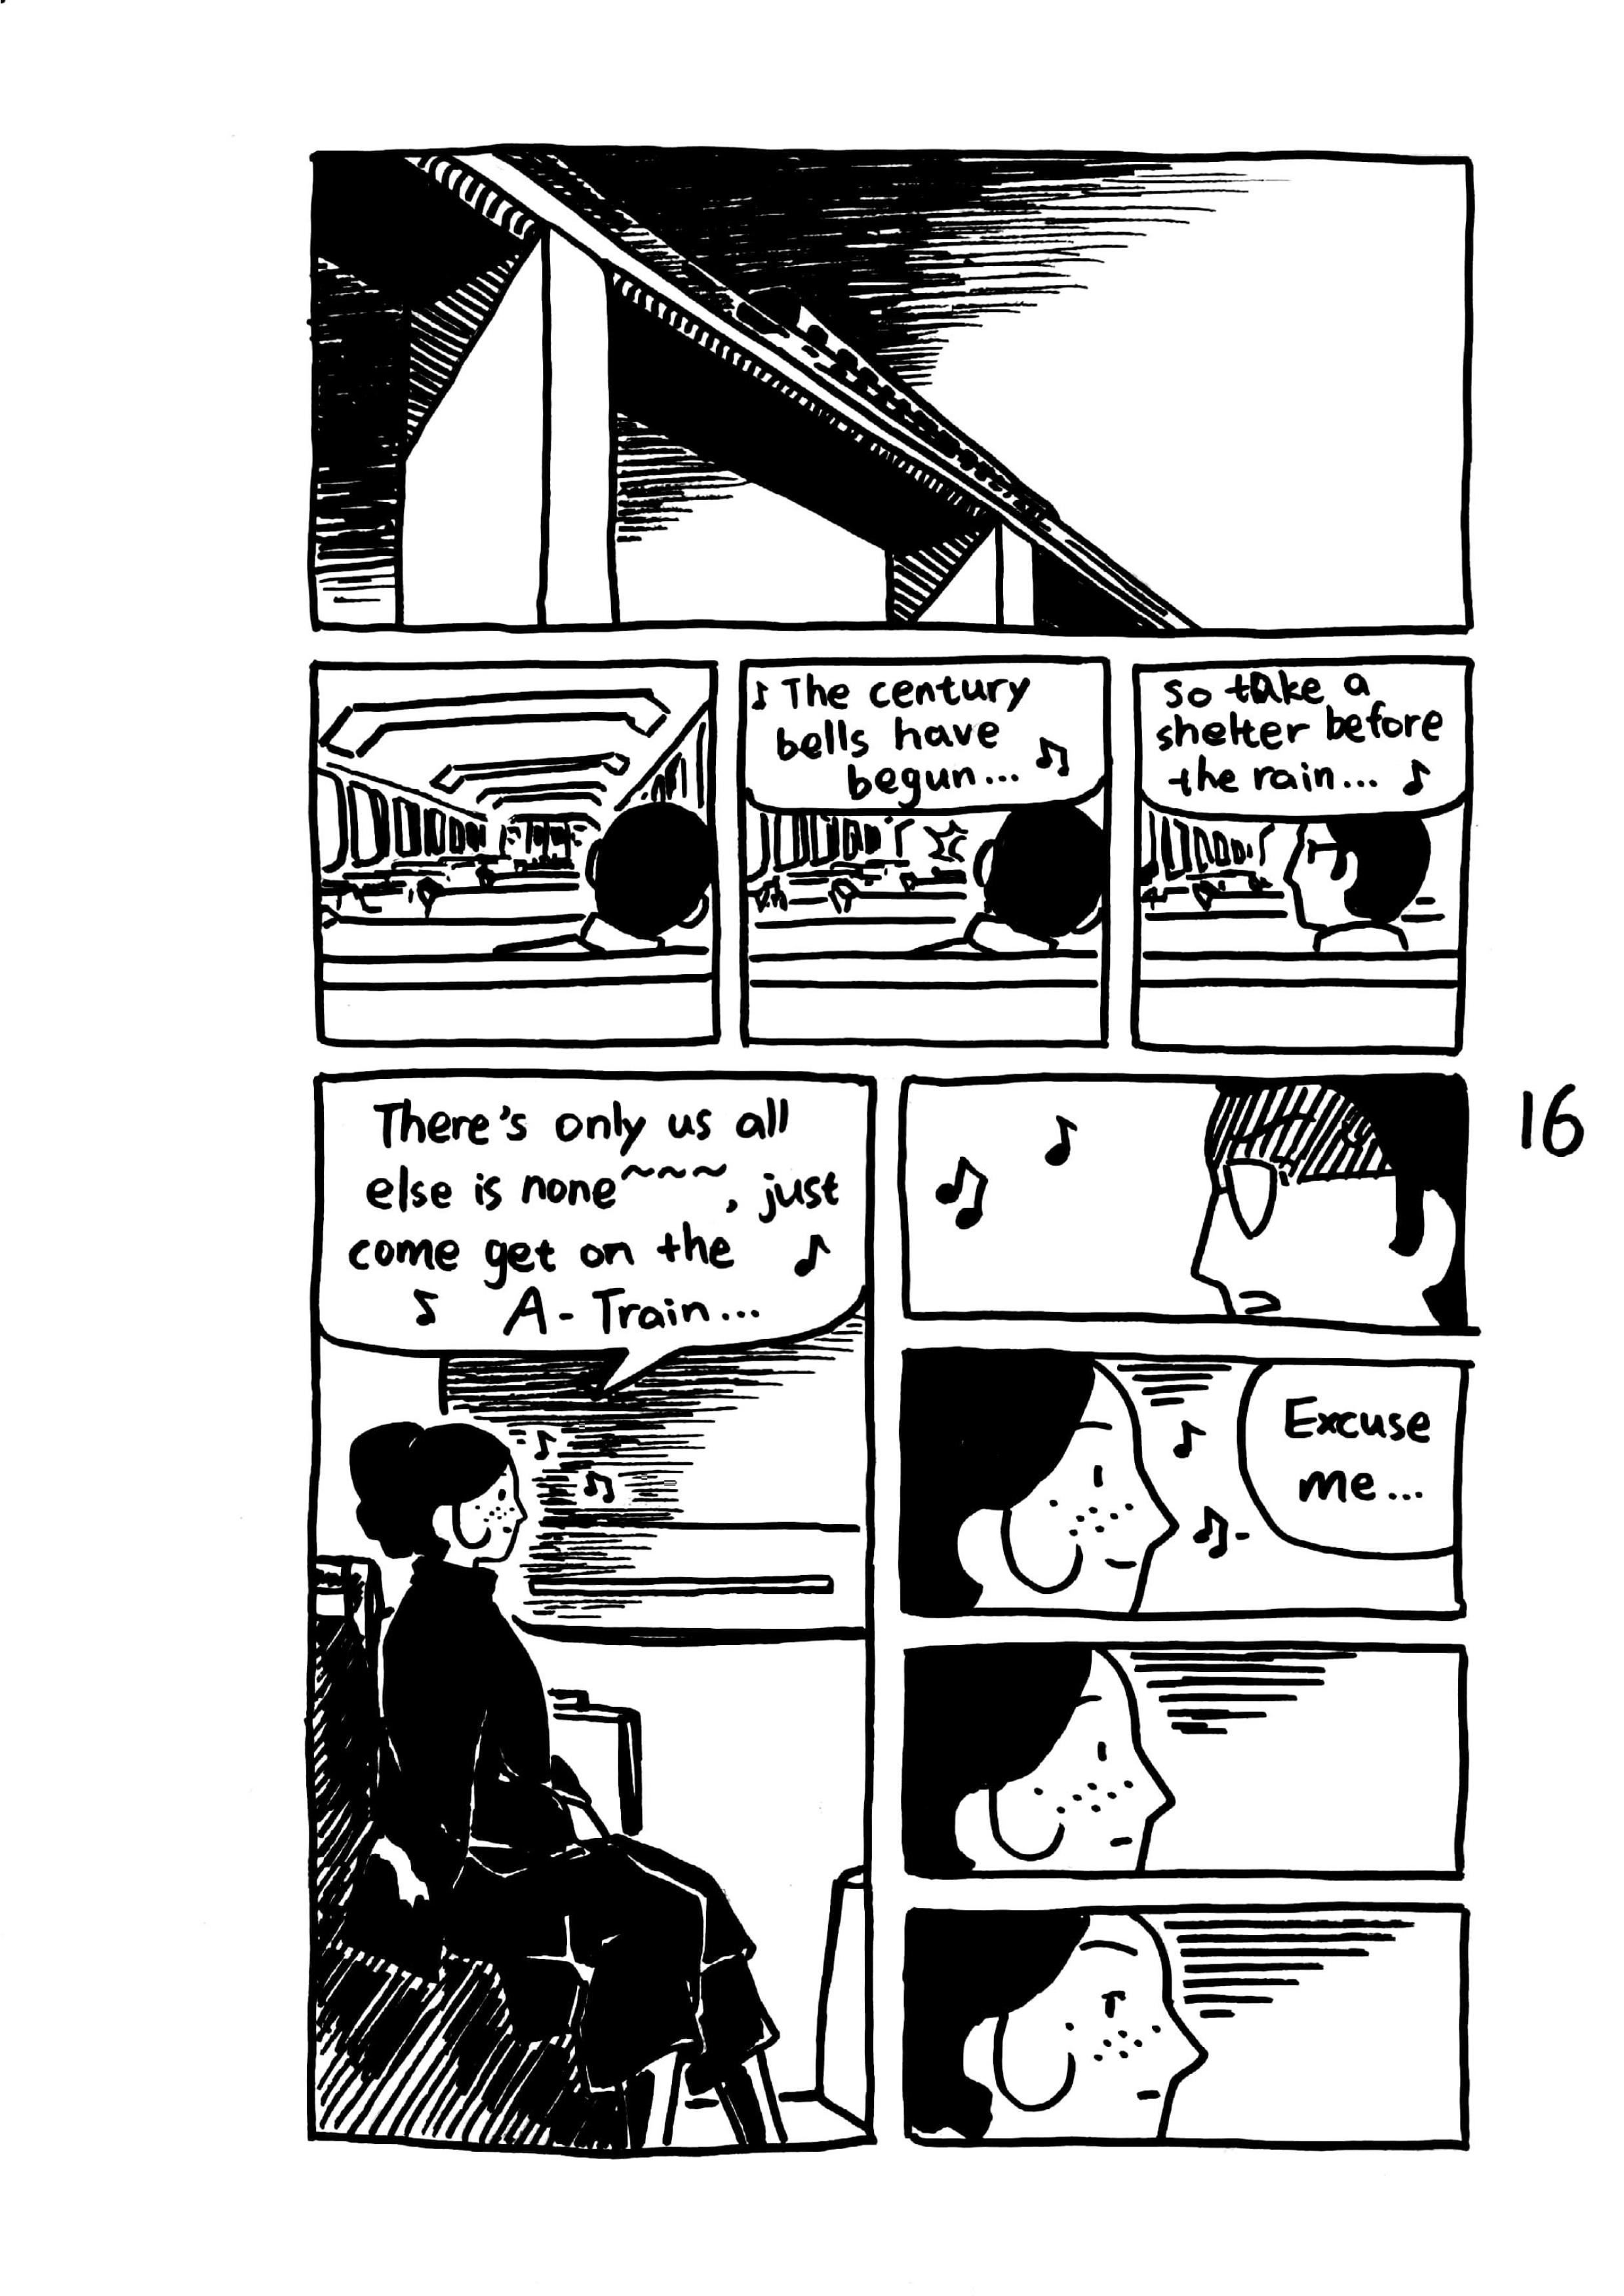 ♪ The century
bells have
begun... ♫
so take a
shelter before
the rain... ♪
There's only us all
else is none~~~~, just
come get on the ♪
♪ A-Train...
16
Excuse
me...